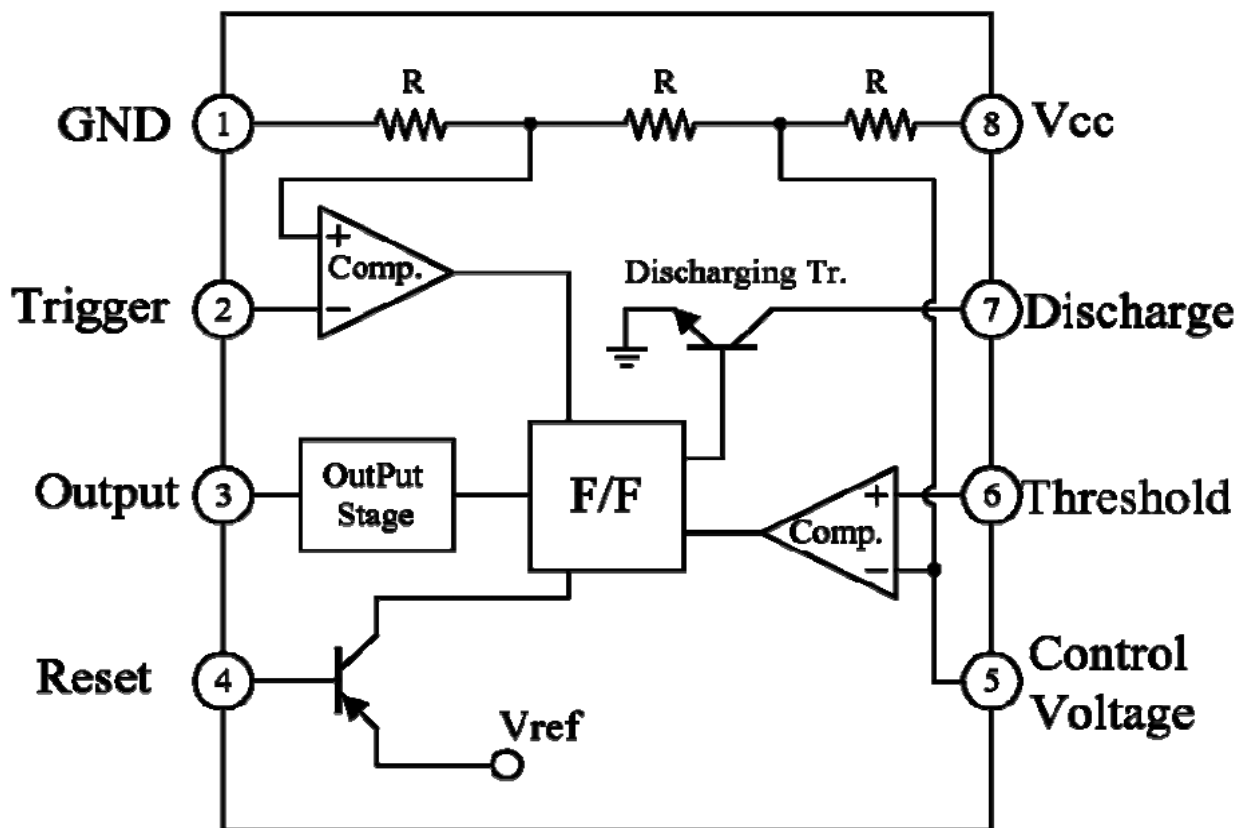 R R R
GND 1 8 Vcc
+
Comp.
−
Discharging Tr.
Trigger 2 7 Discharge
Output 3 OutPut
Stage
F/F
+
Comp.
−
6 Threshold
Reset 4 5 Control
Voltage
Vref